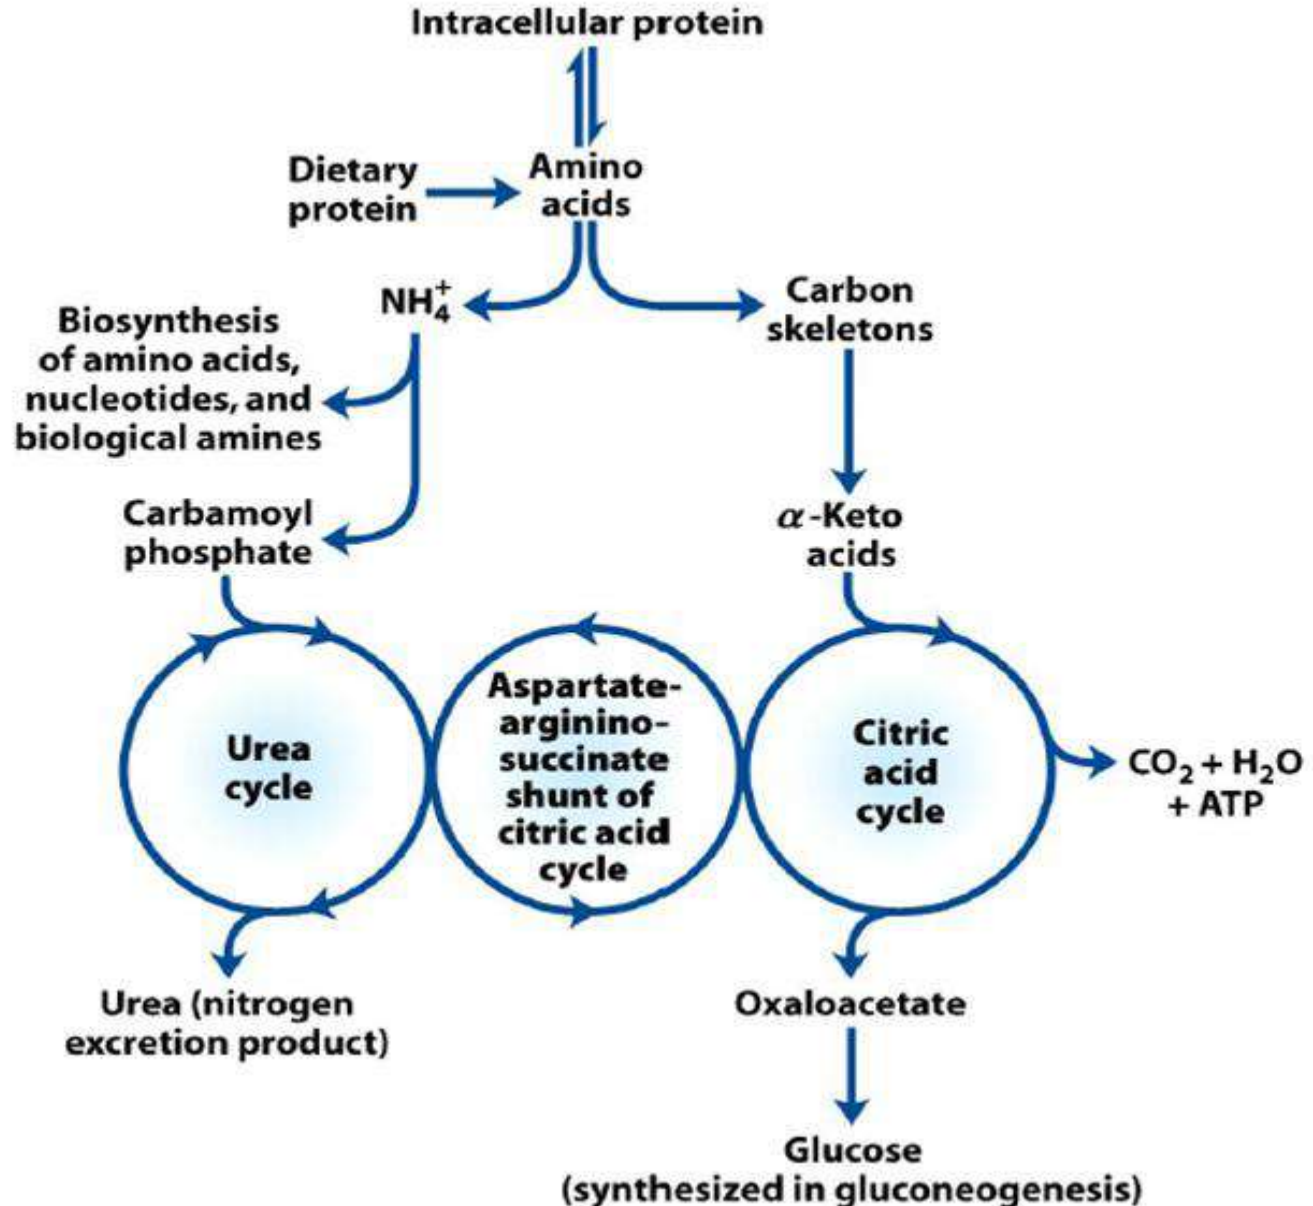 Intracellular protein
Dietary
protein
Amino
acids
NH₄⁺
Carbon
skeletons
Biosynthesis
of amino acids,
nucleotides, and
biological amines
Carbamoyl
phosphate
α-Keto
acids
Urea
cycle
Aspartate-
arginino-
succinate
shunt of
citric acid
cycle
Citric
acid
cycle
CO₂ + H₂O
+ ATP
Urea (nitrogen
excretion product)
Oxaloacetate
Glucose
(synthesized in gluconeogenesis)